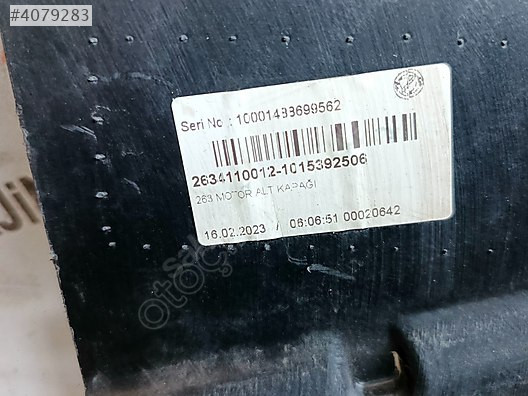 #4079283
Seri No : 10001483699562
2634110012-1015392506
263 MOTOR ALT KAPAGI
16.02.2023 / 06:06:51 00020642